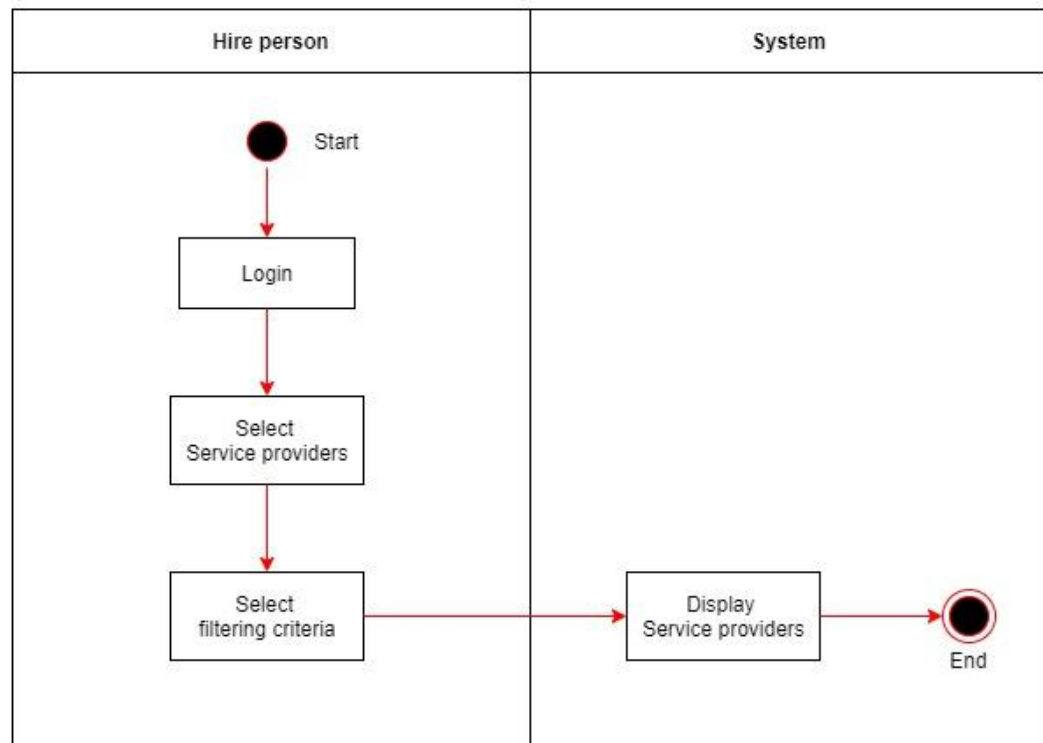 Hire person
System
Start
Login
Select
Service providers
Select
filtering criteria
Display
Service providers
End